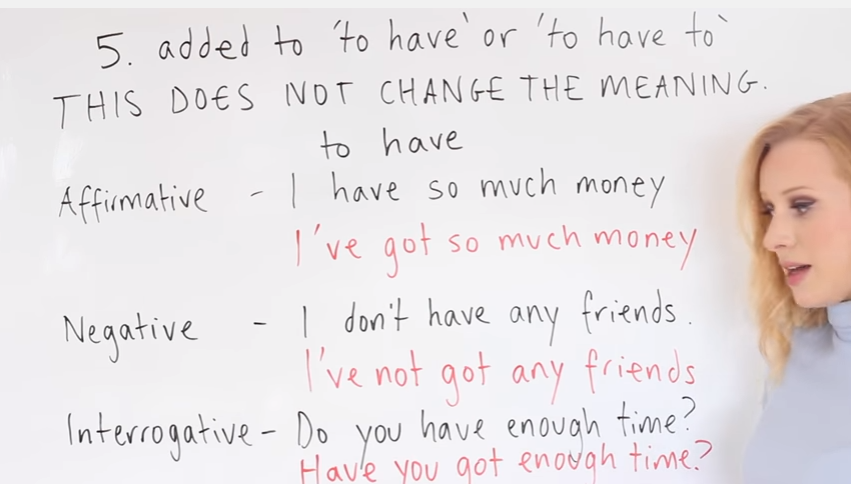 5. added to 'to have' or 'to have to'
THIS DOES NOT CHANGE THE MEANING.
to have
Affirmative - I have so much money
I've got so much money
Negative - I don't have any friends.
I've not got any friends
Interrogative - Do you have enough time?
Have you got enough time?